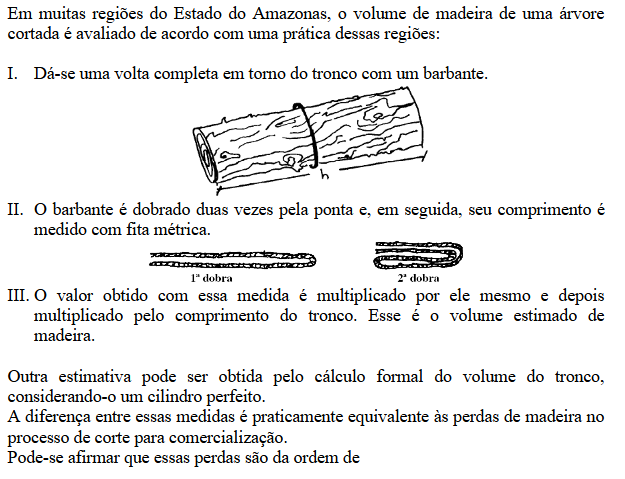 Em muitas regiões do Estado do Amazonas, o volume de madeira de uma árvore
cortada é avaliado de acordo com uma prática dessas regiões:
I. Dá-se uma volta completa em torno do tronco com um barbante.
h
II. O barbante é dobrado duas vezes pela ponta e, em seguida, seu comprimento é
medido com fita métrica.
1ª dobra 2ª dobra
III. O valor obtido com essa medida é multiplicado por ele mesmo e depois
multiplicado pelo comprimento do tronco. Esse é o volume estimado de
madeira.
Outra estimativa pode ser obtida pelo cálculo formal do volume do tronco,
considerando-o um cilindro perfeito.
A diferença entre essas medidas é praticamente equivalente às perdas de madeira no
processo de corte para comercialização.
Pode-se afirmar que essas perdas são da ordem de